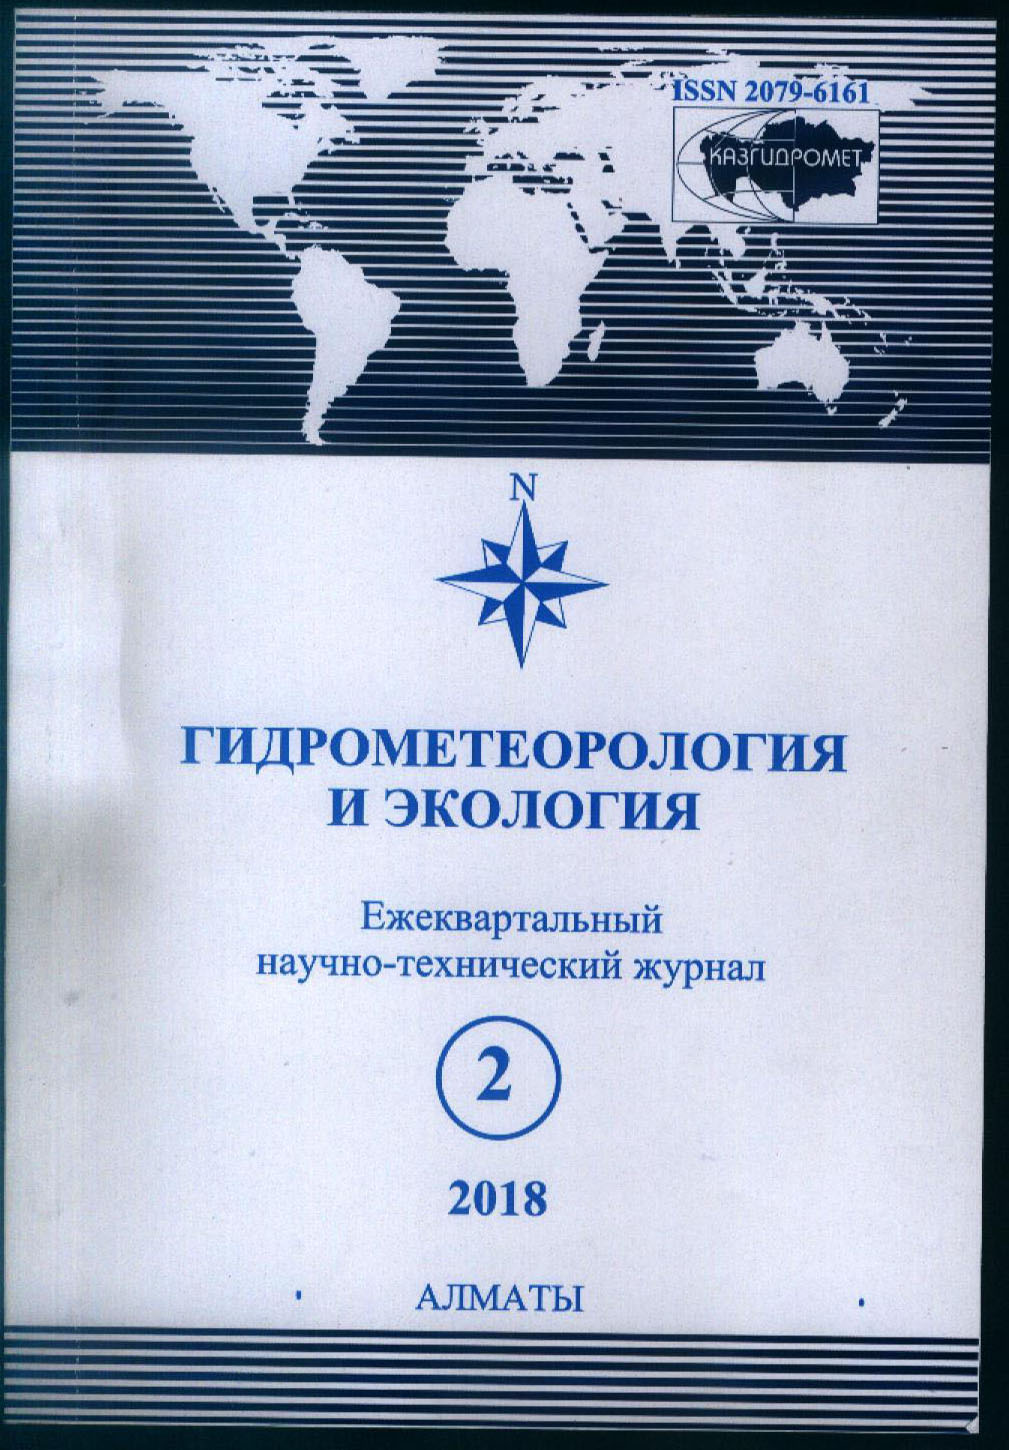 ISSN 2079-6161
КАЗГИДРОМЕТ
N
ГИДРОМЕТЕОРОЛОГИЯ
И ЭКОЛОГИЯ
Ежеквартальный
научно-технический журнал
2
2018
АЛМАТЫ